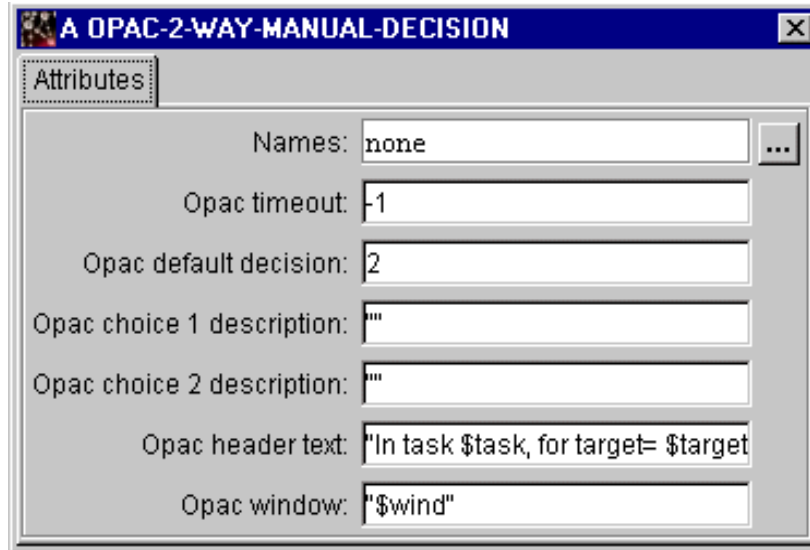 A OPAC-2-WAY-MANUAL-DECISION
Attributes
Names: none ...
Opac timeout: -1
Opac default decision: 2
Opac choice 1 description: ""
Opac choice 2 description: ""
Opac header text: "In task $task, for target= $target
Opac window: "$wind"